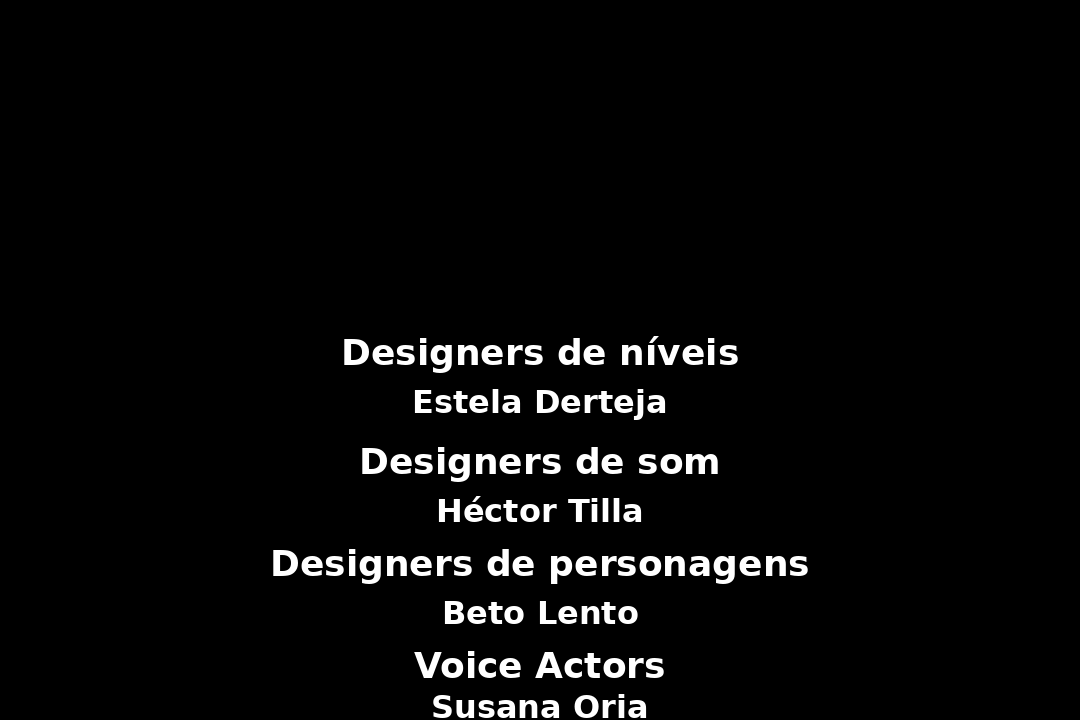 Designers de níveis
Estela Derteja
Designers de som
Héctor Tilla
Designers de personagens
Beto Lento
Voice Actors
Susana Oria